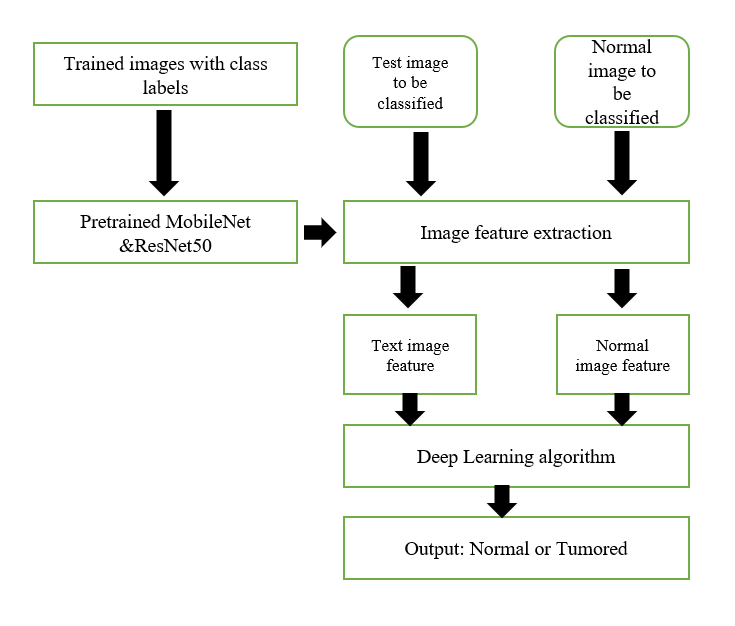 Trained images with class
labels
Test image
to be
classified
Normal
image to
be
classified
Pretrained MobileNet
&ResNet50
Image feature extraction
Text image
feature
Normal
image feature
Deep Learning algorithm
Output: Normal or Tumored